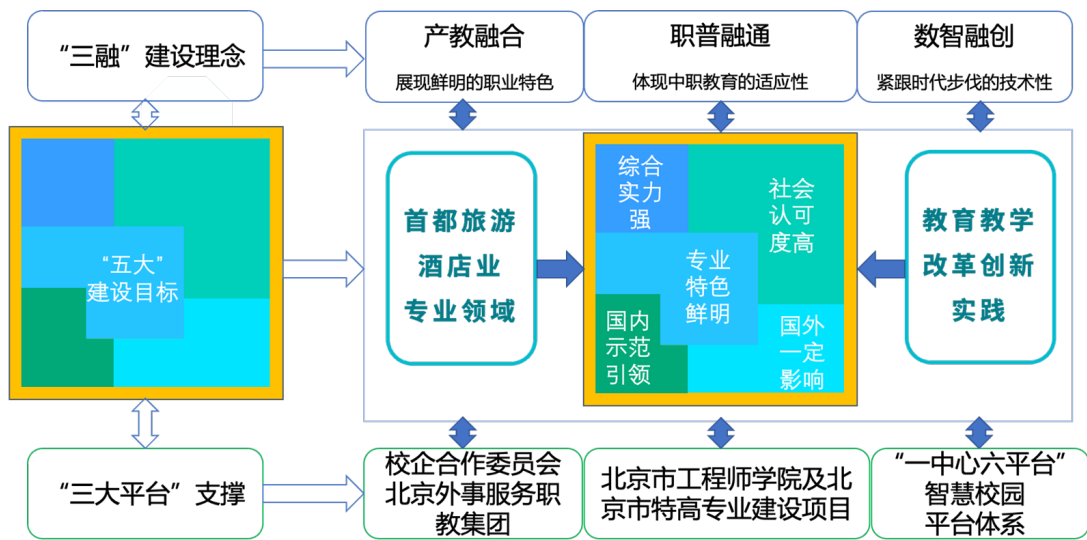 “三融”建设理念
产教融合
展现鲜明的职业特色
职普融通
体现中职教育的适应性
数智融创
紧跟时代步伐的技术性
“五大”
建设目标
首都旅游
酒店业
专业领域
综合
实力
强
社会
认可
度高
专业
特色
鲜明
国内
示范
引领
国外
一定
影响
教育教学
改革创新
实践
“三大平台”支撑
校企合作委员会
北京外事服务职
教集团
北京市工程师学院及北
京市特高专业建设项目
“一中心六平台”
智慧校园
平台体系